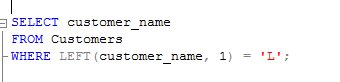 SELECT customer_name
FROM Customers
WHERE LEFT(customer_name, 1) = 'L';